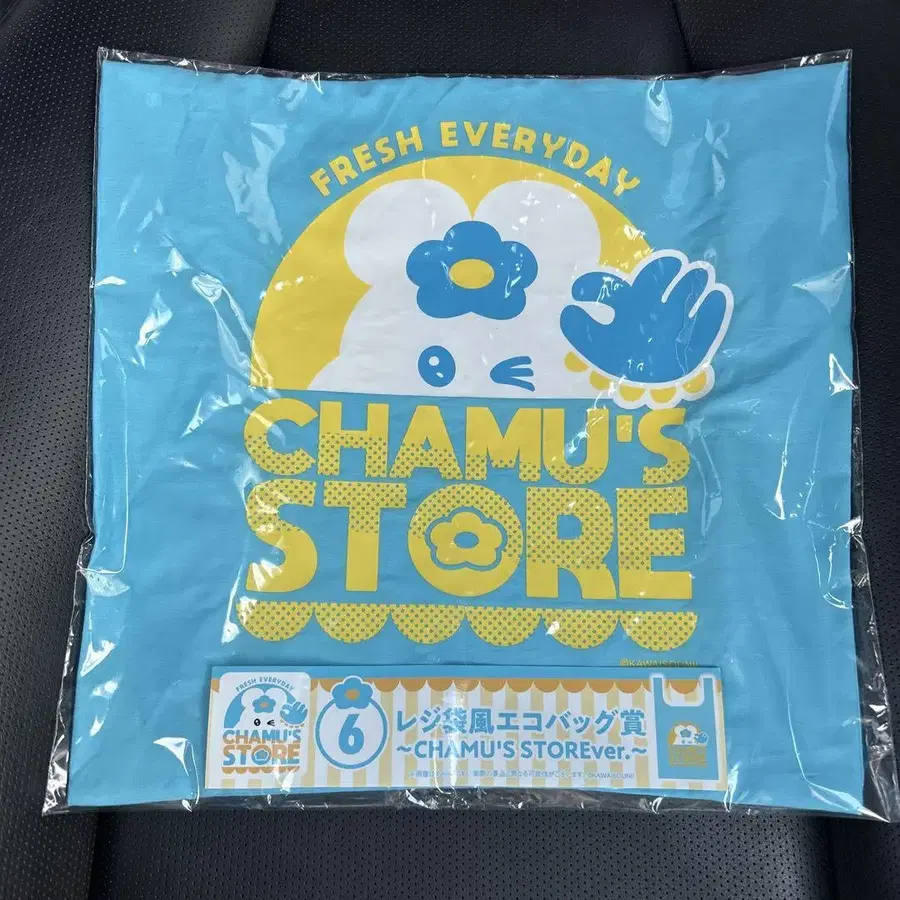 FRESH EVERYDAY
CHAMU'S
STORE
©KAWAISOUNI!
FRESH EVERYDAY
CHAMU'S
STORE
6
レジ袋風エコバッグ賞
～CHAMU'S STOREver.～
©KAWAISOUNI!